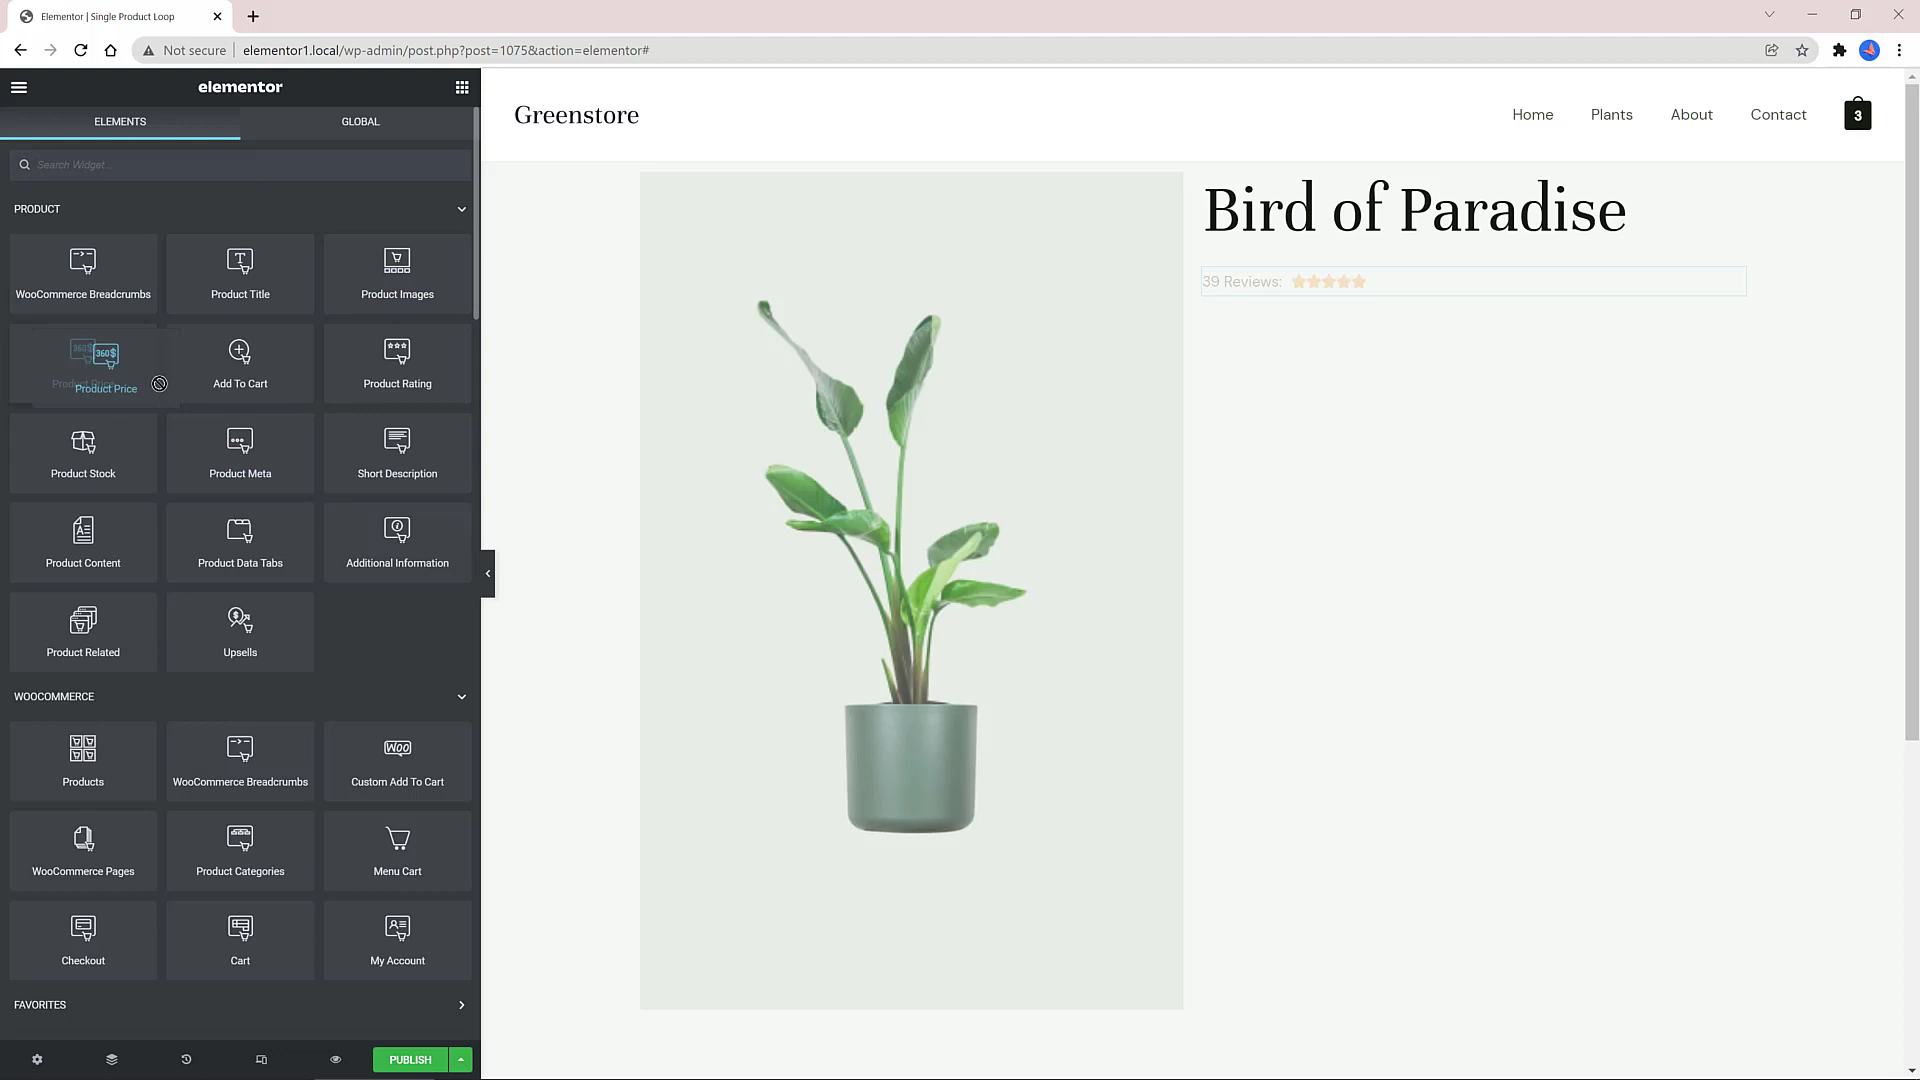 Elementor | Single Product Loop
Not secure
elementor1.local/wp-admin/post.php?post=1075&action=elementor#
elementor
ELEMENTS
GLOBAL
Search Widget...
PRODUCT
WooCommerce Breadcrumbs
Product Title
Product Images
360$
360$
Product Price
Product Price
Add To Cart
Product Rating
Product Stock
Product Meta
Short Description
Product Content
Product Data Tabs
Additional Information
Product Related
Upsells
WOOCOMMERCE
Products
WooCommerce Breadcrumbs
Woo
Custom Add To Cart
WooCommerce Pages
Product Categories
Menu Cart
Checkout
Cart
My Account
FAVORITES
PUBLISH
Greenstore
Home
Plants
About
Contact
3
Bird of Paradise
39 Reviews: